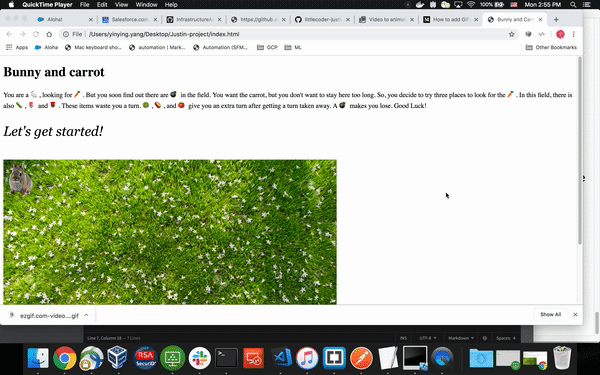 QuickTime Player File Edit View Window Help 100% Mon 2:55 PM
Aloha! Salesforce.com Infrastructure https://github. littlecoder-just Video to anima How to add GIF Bunny and Car
File /Users/yinying.yang/Desktop/Justin-project/index.html
Apps Aloha Mac keyboard sho... automation | Mark... Automation (SFM... GCP ML Other Bookmarks
Bunny and carrot
You are a 🐇 , looking for 🥕 . But you soon find out there are 💣 in the field. You want the carrot, but you don't want to stay here too long. So, you decide to try three places to look for the 🥕 . In this field, there is
also 🥒 , 🌷 and 🌹 . These items waste you a turn. 🥝 , 🥜 , and 🍅 give you an extra turn after getting a turn taken away. A 💣 makes you lose. Good Luck!
Let's get started!
ezgif.com-video....gif Show All
Line 7, Column 18 — 7 Lines INS UTF-8 Markdown Spaces: 4
RSA
SecurID